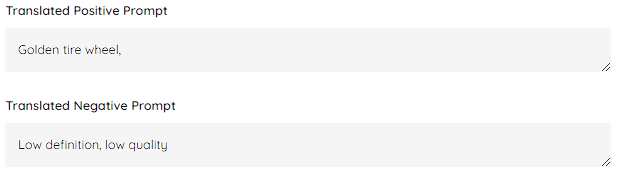 Translated Positive Prompt
Golden tire wheel,
Translated Negative Prompt
Low definition, low quality